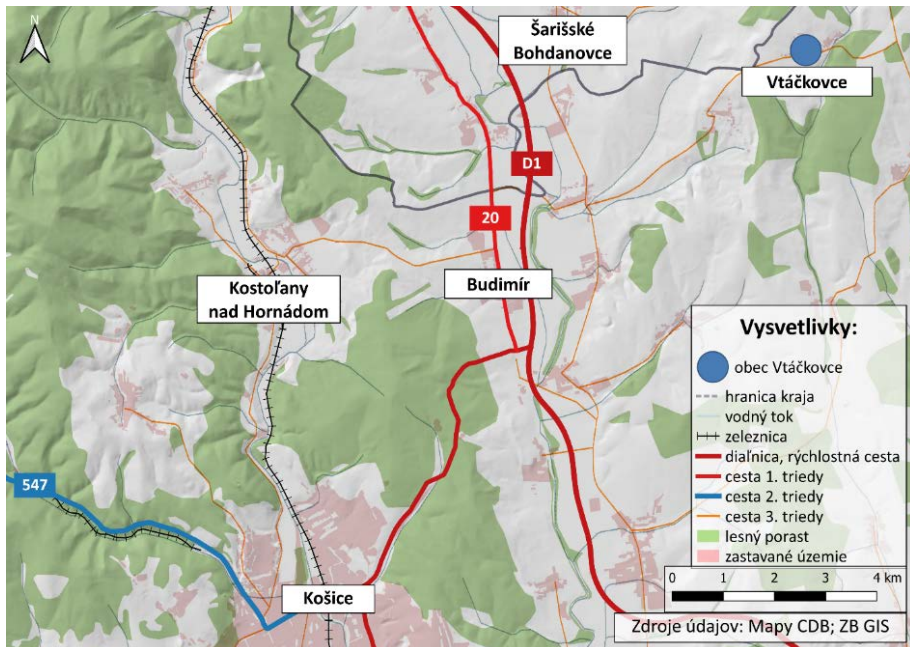 N
Šarišské
Bohdanovce
Vtáčkovce
D1
20
Budimír
Kostoľany
nad Hornádom
547
Košice
Vysvetlivky:
obec Vtáčkovce
hranica kraja
vodný tok
zeleznica
diaľnica, rýchlostná cesta
cesta 1. triedy
cesta 2. triedy
cesta 3. triedy
lesný porast
zastavané územie
0 1 2 3 4 km
Zdroje údajov: Mapy CDB; ZB GIS